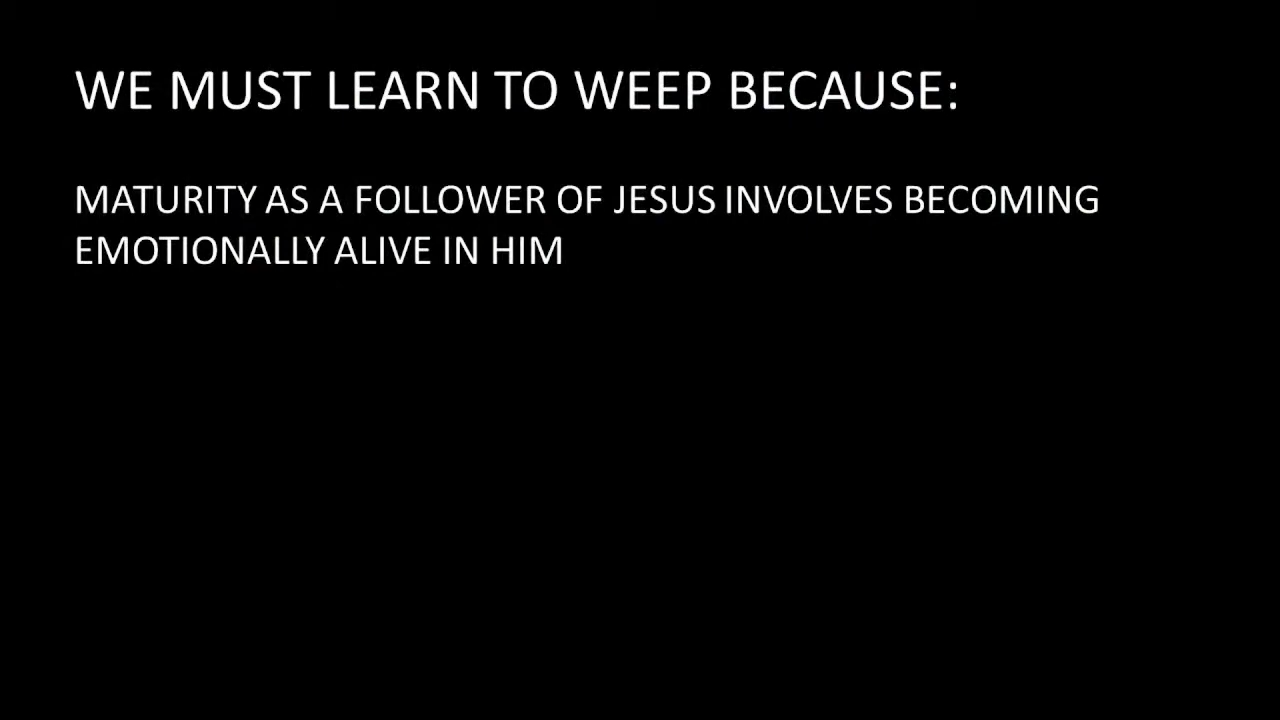 WE MUST LEARN TO WEEP BECAUSE:
MATURITY AS A FOLLOWER OF JESUS INVOLVES BECOMING
EMOTIONALLY ALIVE IN HIM